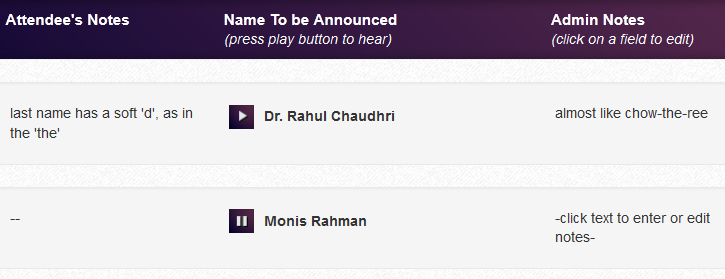 Attendee's Notes
Name To be Announced
(press play button to hear)
Admin Notes
(click on a field to edit)
last name has a soft 'd', as in
the 'the'
Dr. Rahul Chaudhri
almost like chow-the-ree
--
Monis Rahman
-click text to enter or edit
notes-